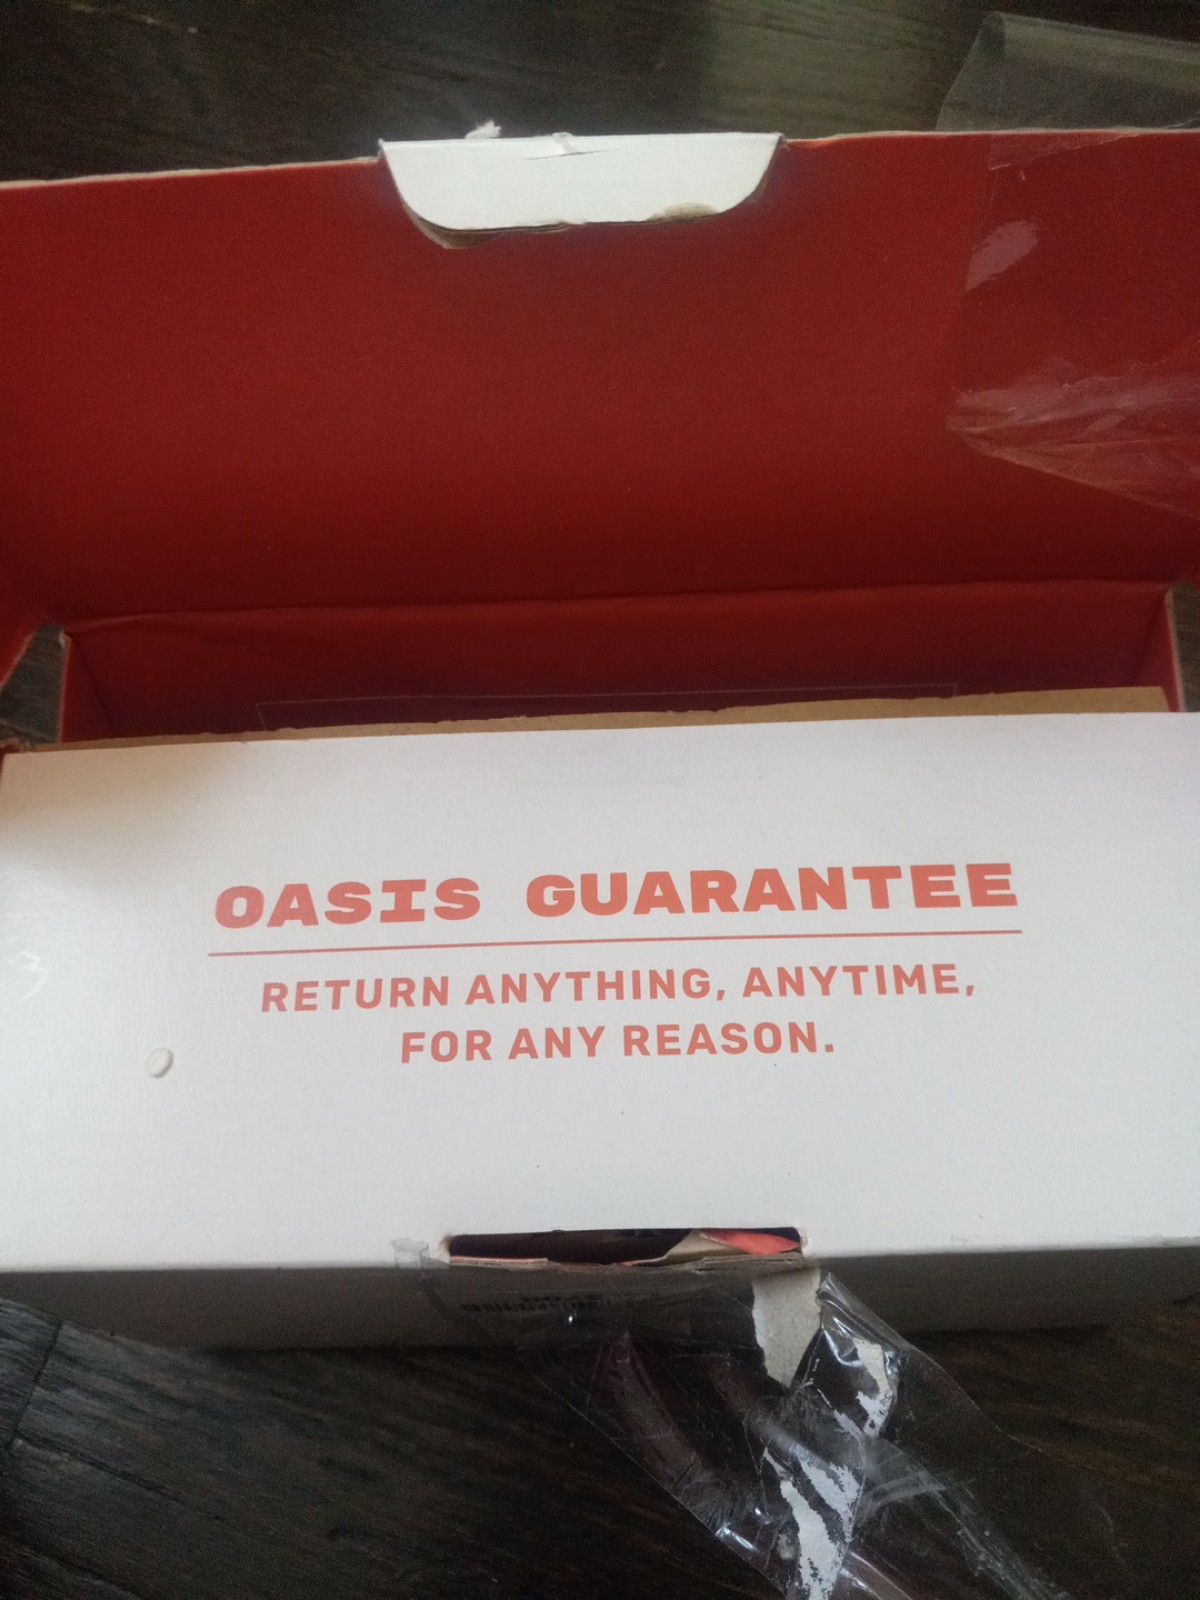 OASIS GUARANTEE
RETURN ANYTHING, ANYTIME,
FOR ANY REASON.